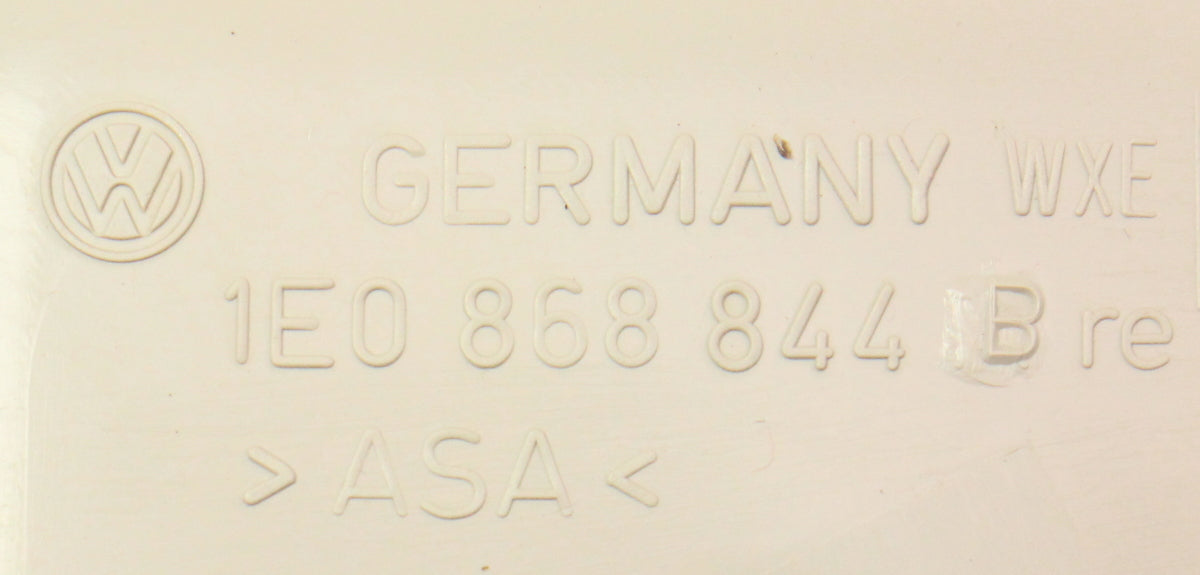 GERMANY WXE
1E0 868 844 B re
>ASA<